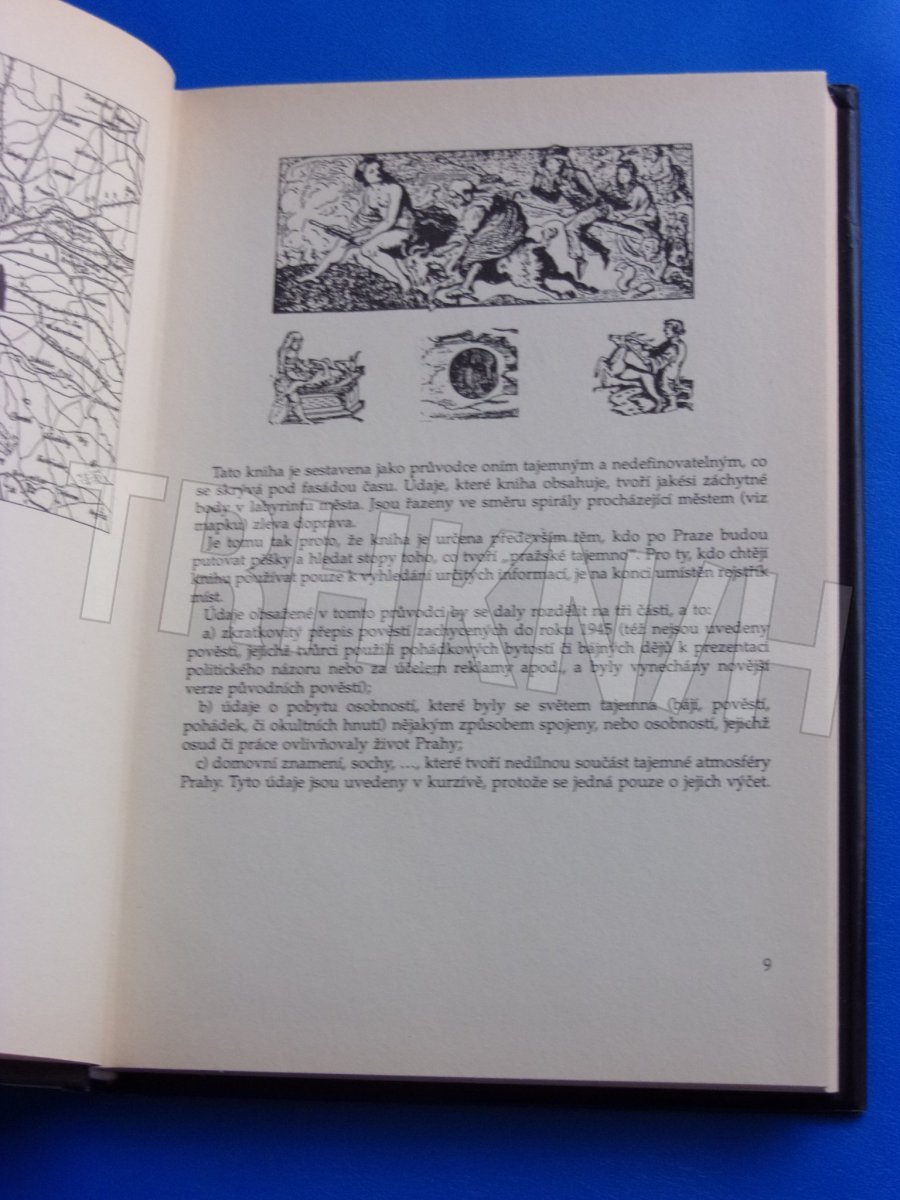 Tato kniha je sestavena jako průvodce oním tajemným a nedefinovatelným, co
se skrývá pod fasádou času. Údaje, které kniha obsahuje, tvoří jakési záchytné
body v labyrintu města. Jsou řazeny ve směru spirály procházející městem (viz
mapku) zleva doprava.
Je tomu tak proto, že kniha je určena především těm, kdo po Praze budou
putovat pěšky a hledat stopy toho, co tvoří „pražské tajemno“. Pro ty, kdo chtějí
knihu používat pouze k vyhledání určitých informací, je na konci umístěn rejstřík
míst.
Údaje obsažené v tomto průvodci by se daly rozdělit na tři části, a to:
a) zkratkovitý přepis pověstí zachycených do roku 1945 (též nejsou uvedeny
pověsti, jejichž tvůrci použili pohádkových bytostí či bájných dějů k prezentaci
politického názoru nebo za účelem reklamy apod., a byly vynechány novější
verze původních pověstí);
b) údaje o pobytu osobností, které byly se světem tajemna (bájí, pověstí,
pohádek, či okultních hnutí) nějakým způsobem spojeny, nebo osobností, jejichž
osud či práce ovlivňovaly život Prahy;
c) domovní znamení, sochy, ..., které tvoří nedílnou součást tajemné atmosféry
Prahy. Tyto údaje jsou uvedeny v kurzívě, protože se jedná pouze o jejich výčet.
9
TRHKNIH